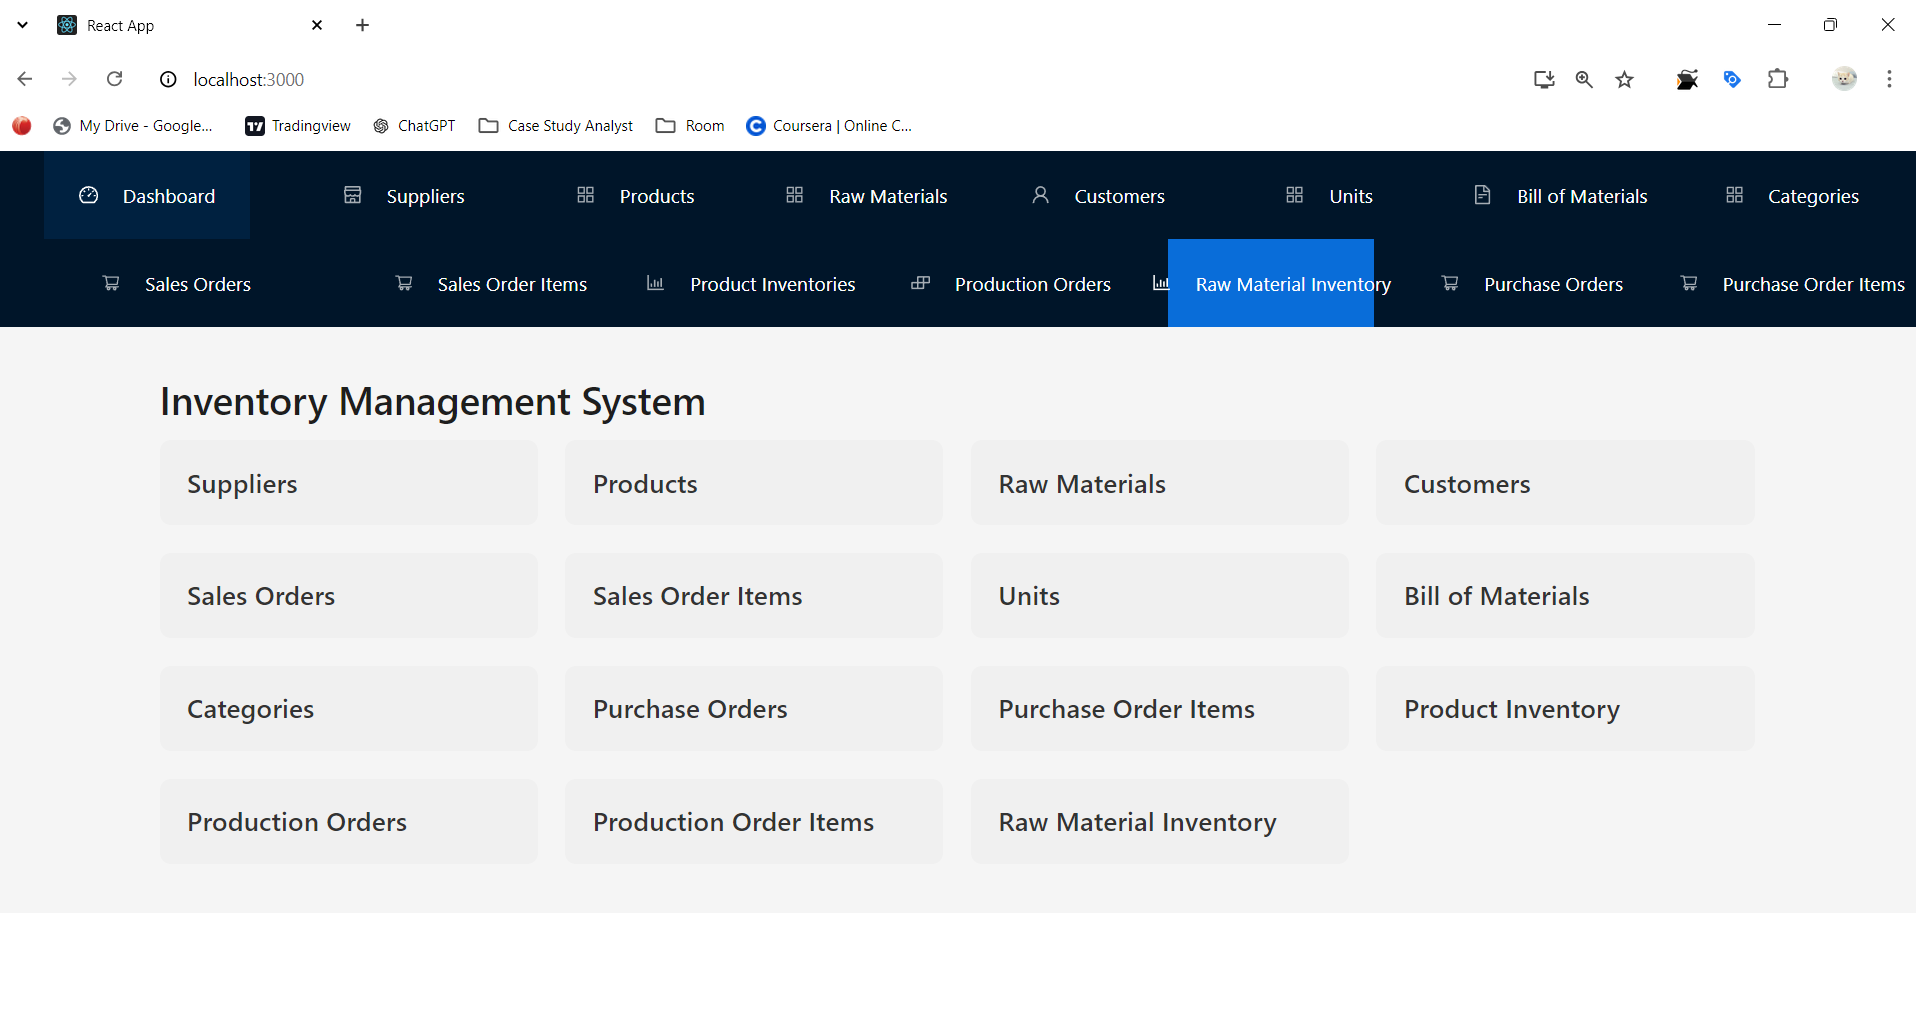 React App
localhost:3000
My Drive - Google... Tradingview ChatGPT Case Study Analyst Room Coursera | Online C...
Dashboard Suppliers Products Raw Materials Customers Units Bill of Materials Categories
Sales Orders Sales Order Items Product Inventories Production Orders Raw Material Inventory Purchase Orders Purchase Order Items
Inventory Management System
Suppliers Products Raw Materials Customers
Sales Orders Sales Order Items Units Bill of Materials
Categories Purchase Orders Purchase Order Items Product Inventory
Production Orders Production Order Items Raw Material Inventory